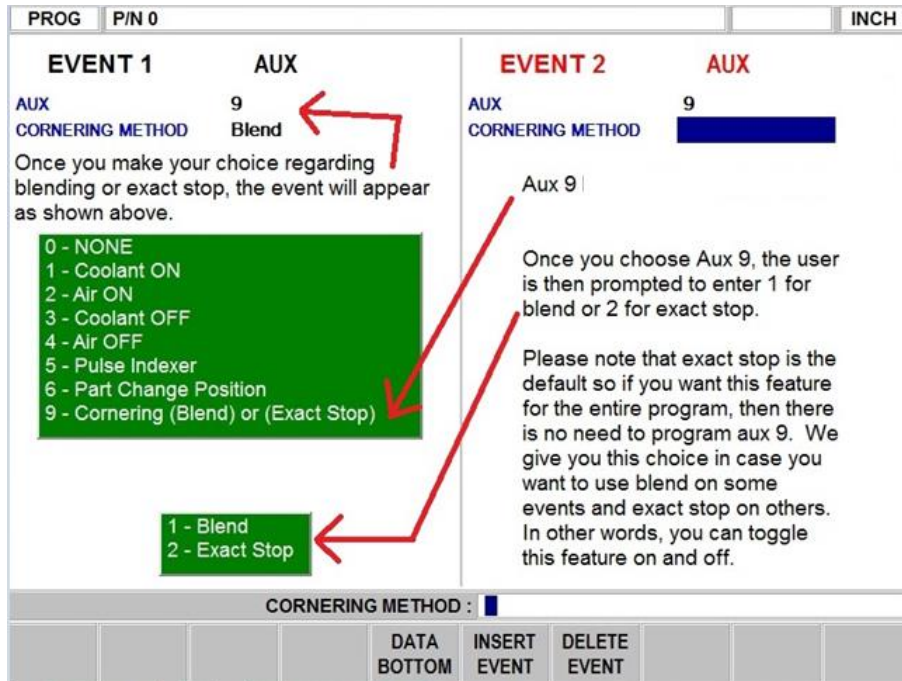 PROG P/N 0 INCH
EVENT 1 AUX
AUX 9
CORNERING METHOD Blend
Once you make your choice regarding
blending or exact stop, the event will appear
as shown above.
0 - NONE
1 - Coolant ON
2 - Air ON
3 - Coolant OFF
4 - Air OFF
5 - Pulse Indexer
6 - Part Change Position
9 - Cornering (Blend) or (Exact Stop)
1 - Blend
2 - Exact Stop
EVENT 2 AUX
AUX 9
CORNERING METHOD
Aux 9
Once you choose Aux 9, the user
is then prompted to enter 1 for
blend or 2 for exact stop.
Please note that exact stop is the
default so if you want this feature
for the entire program, then there
is no need to program aux 9. We
give you this choice in case you
want to use blend on some
events and exact stop on others.
In other words, you can toggle
this feature on and off.
CORNERING METHOD :
DATA BOTTOM
INSERT EVENT
DELETE EVENT